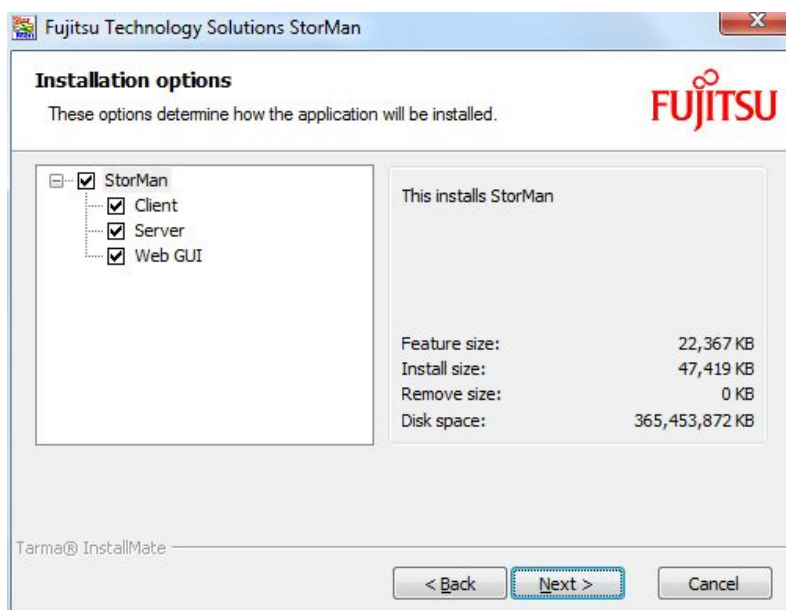 Fujitsu Technology Solutions StorMan
Installation options
These options determine how the application will be installed.
FUJITSU
StorMan
Client
Server
Web GUI
This installs StorMan
Feature size: 22,367 KB
Install size: 47,419 KB
Remove size: 0 KB
Disk space: 365,453,872 KB
Tarma® InstallMate
< Back Next > Cancel